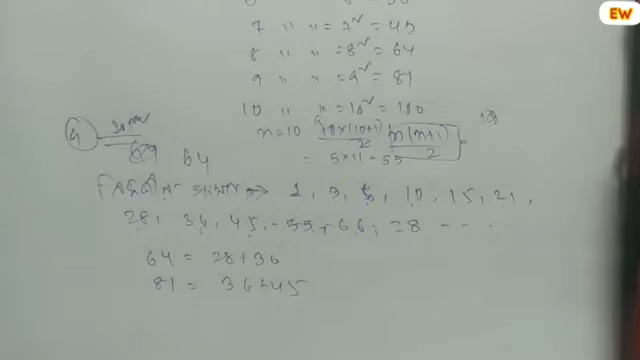 EW
7 " " = 7² = 49
8 " " = 8² = 64
9 " " = 9² = 81
10 " " = 10² = 100
n = 10 10×(10+1)/2 n(n+1)/2
= 5×11 = 55
64
→ 1, 3, 6, 10, 15, 21,
28, 36, 45, 55, 66, 78 - - - .
64 = 28+36
81 = 36+45